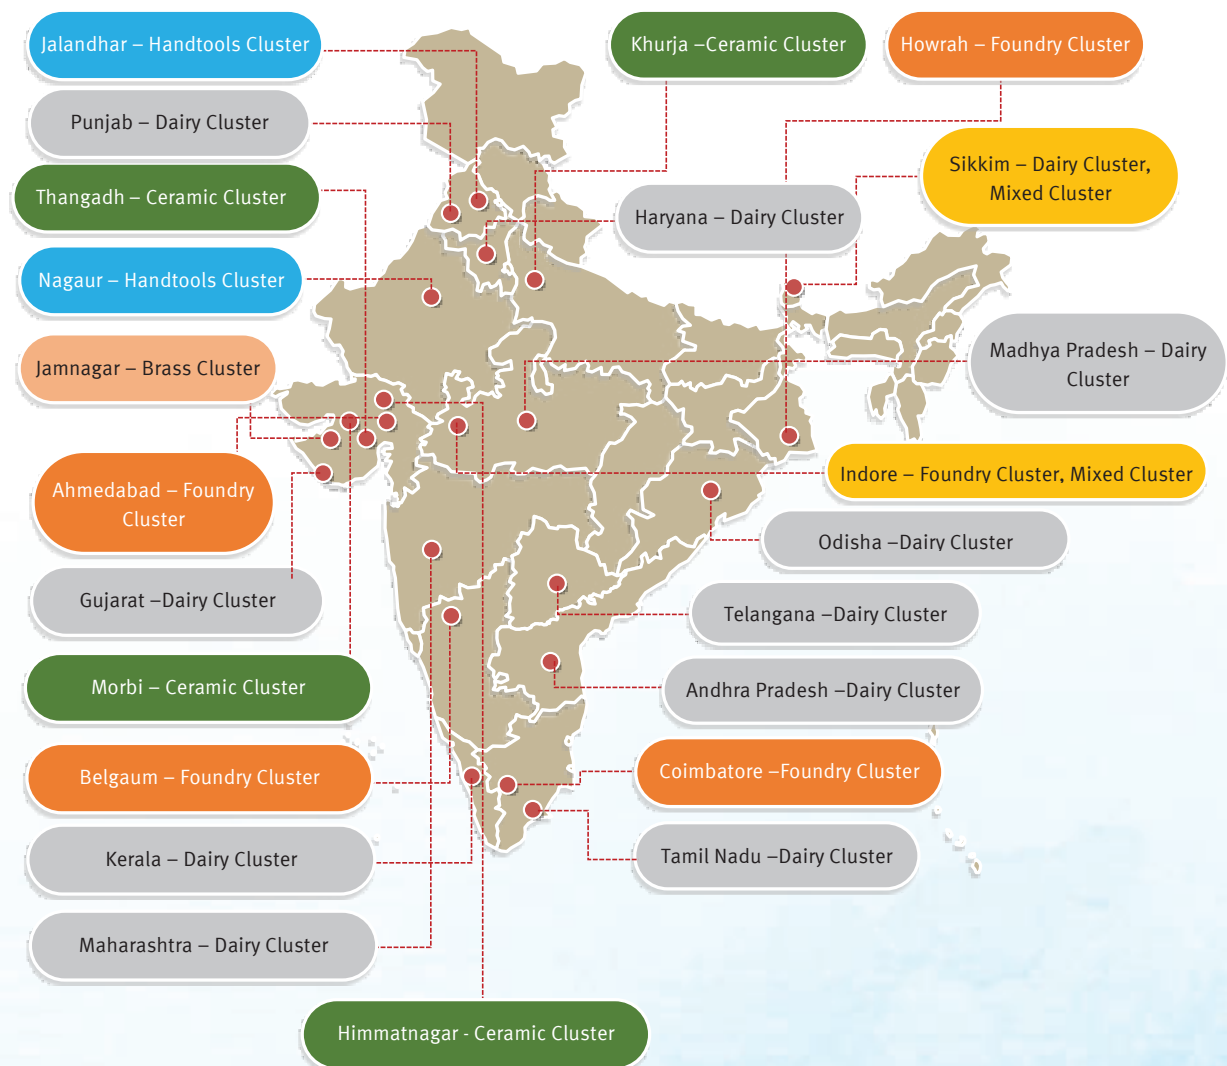 Jalandhar – Handtools Cluster
Khurja –Ceramic Cluster
Howrah – Foundry Cluster
Punjab – Dairy Cluster
Sikkim – Dairy Cluster,
Mixed Cluster
Thangadh – Ceramic Cluster
Haryana – Dairy Cluster
Nagaur – Handtools Cluster
Madhya Pradesh – Dairy
Cluster
Jamnagar – Brass Cluster
Indore – Foundry Cluster, Mixed Cluster
Ahmedabad – Foundry
Cluster
Odisha –Dairy Cluster
Gujarat –Dairy Cluster
Telangana –Dairy Cluster
Morbi – Ceramic Cluster
Andhra Pradesh –Dairy Cluster
Belgaum – Foundry Cluster
Coimbatore –Foundry Cluster
Kerala – Dairy Cluster
Tamil Nadu –Dairy Cluster
Maharashtra – Dairy Cluster
Himmatnagar - Ceramic Cluster